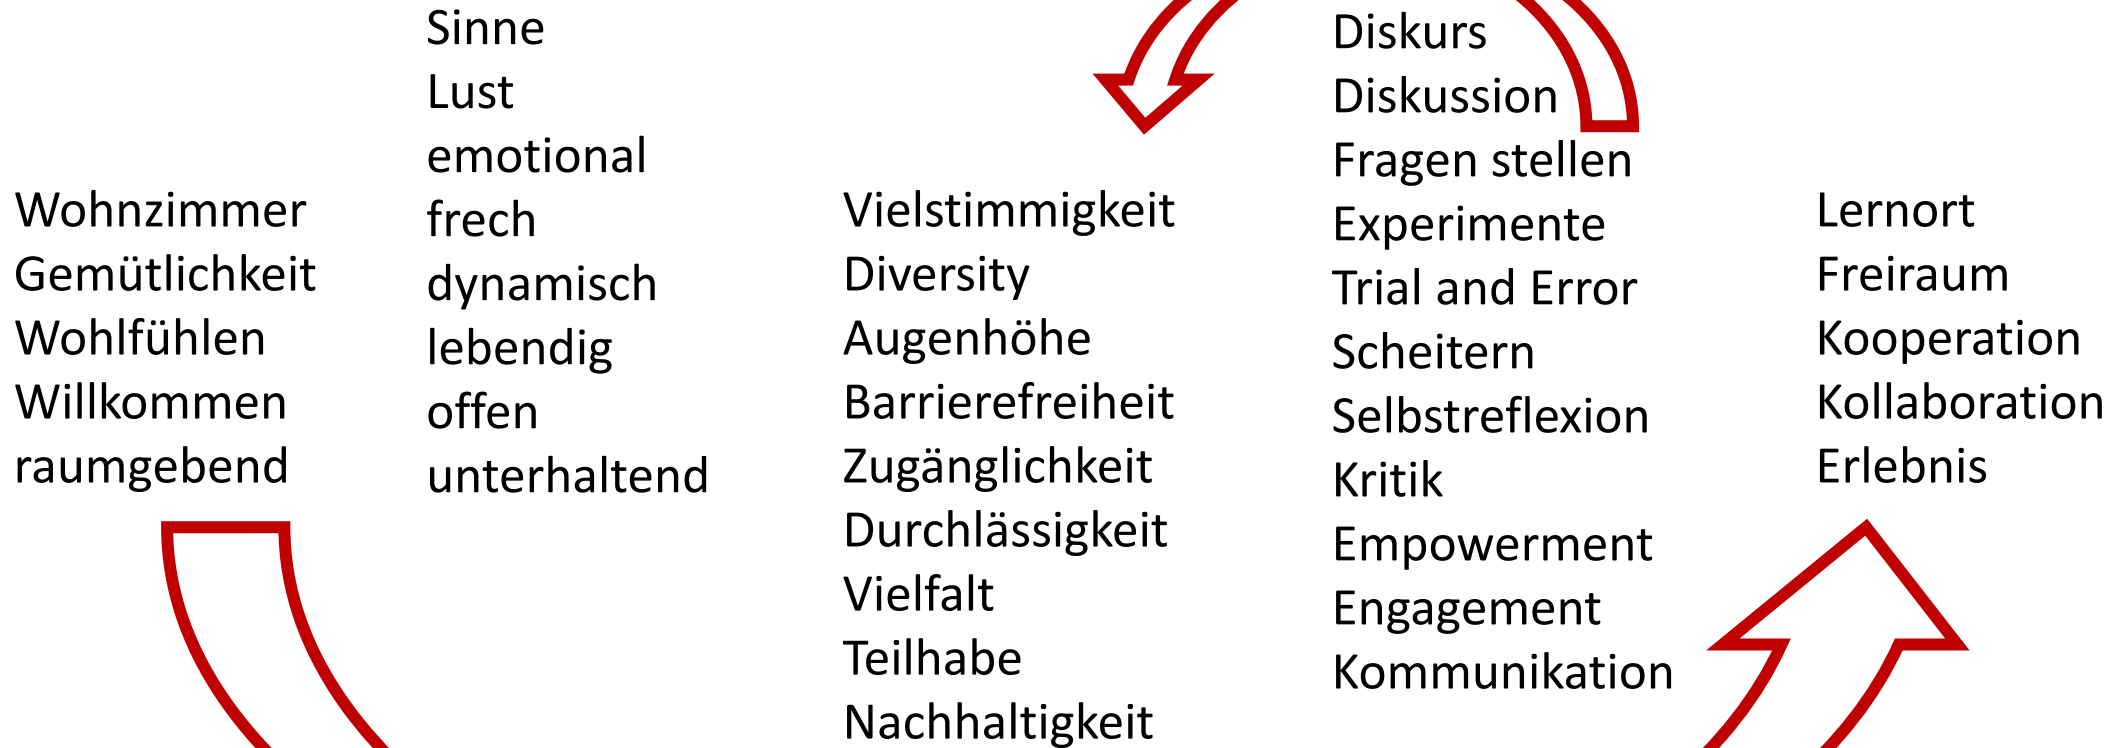 Wohnzimmer
Gemütlichkeit
Wohlfühlen
Willkommen
raumgebend
Sinne
Lust
emotional
frech
dynamisch
lebendig
offen
unterhaltend
Vielstimmigkeit
Diversity
Augenhöhe
Barrierefreiheit
Zugänglichkeit
Durchlässigkeit
Vielfalt
Teilhabe
Nachhaltigkeit
Diskurs
Diskussion
Fragen stellen
Experimente
Trial and Error
Scheitern
Selbstreflexion
Kritik
Empowerment
Engagement
Kommunikation
Lernort
Freiraum
Kooperation
Kollaboration
Erlebnis